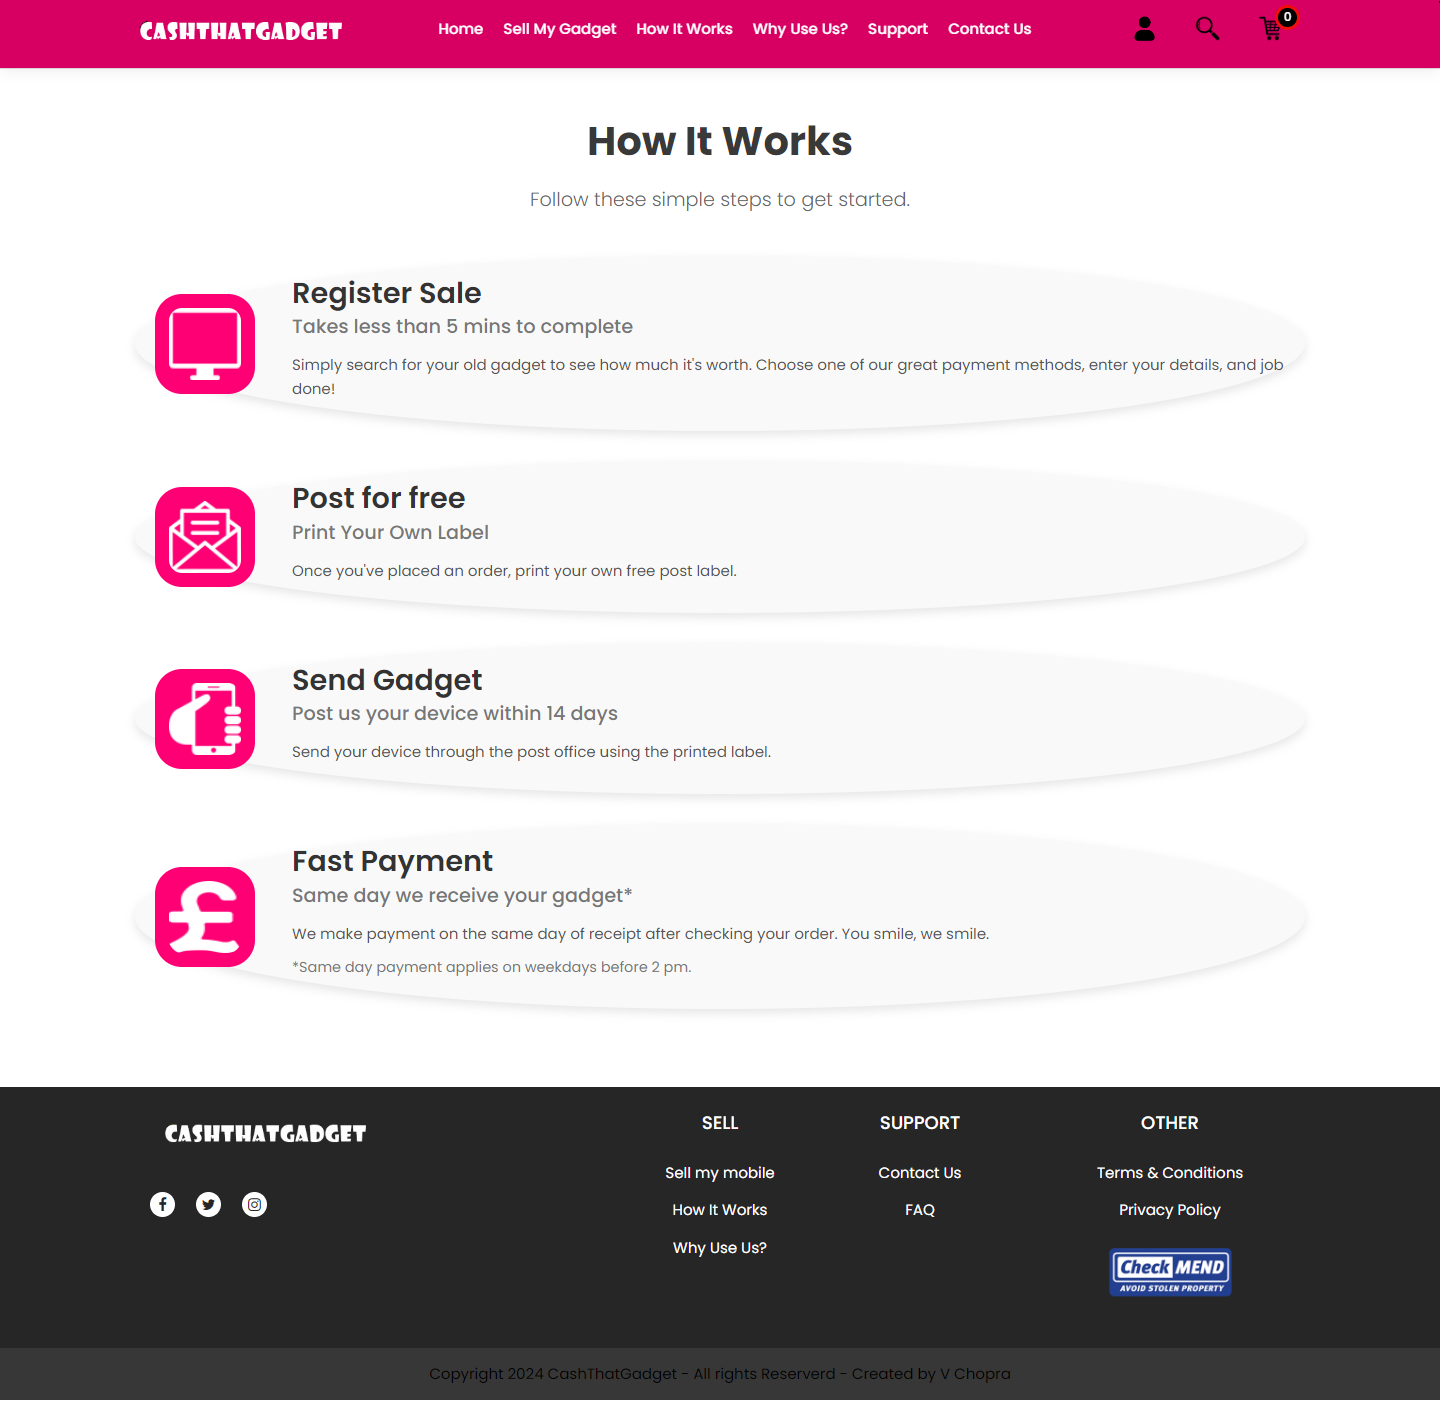 CASHTHATGADGET
Home Sell My Gadget How It Works Why Use Us? Support Contact Us
0
How It Works
Follow these simple steps to get started.
Register Sale
Takes less than 5 mins to complete
Simply search for your old gadget to see how much it's worth. Choose one of our great payment methods, enter your details, and job
done!
Post for free
Print Your Own Label
Once you've placed an order, print your own free post label.
Send Gadget
Post us your device within 14 days
Send your device through the post office using the printed label.
£
Fast Payment
Same day we receive your gadget*
We make payment on the same day of receipt after checking your order. You smile, we smile.
*Same day payment applies on weekdays before 2 pm.
CASHTHATGADGET
SELL
Sell my mobile
How It Works
Why Use Us?
SUPPORT
Contact Us
FAQ
OTHER
Terms & Conditions
Privacy Policy
Check MEND
AVOID STOLEN PROPERTY
Copyright 2024 CashThatGadget - All rights Reserverd - Created by V Chopra